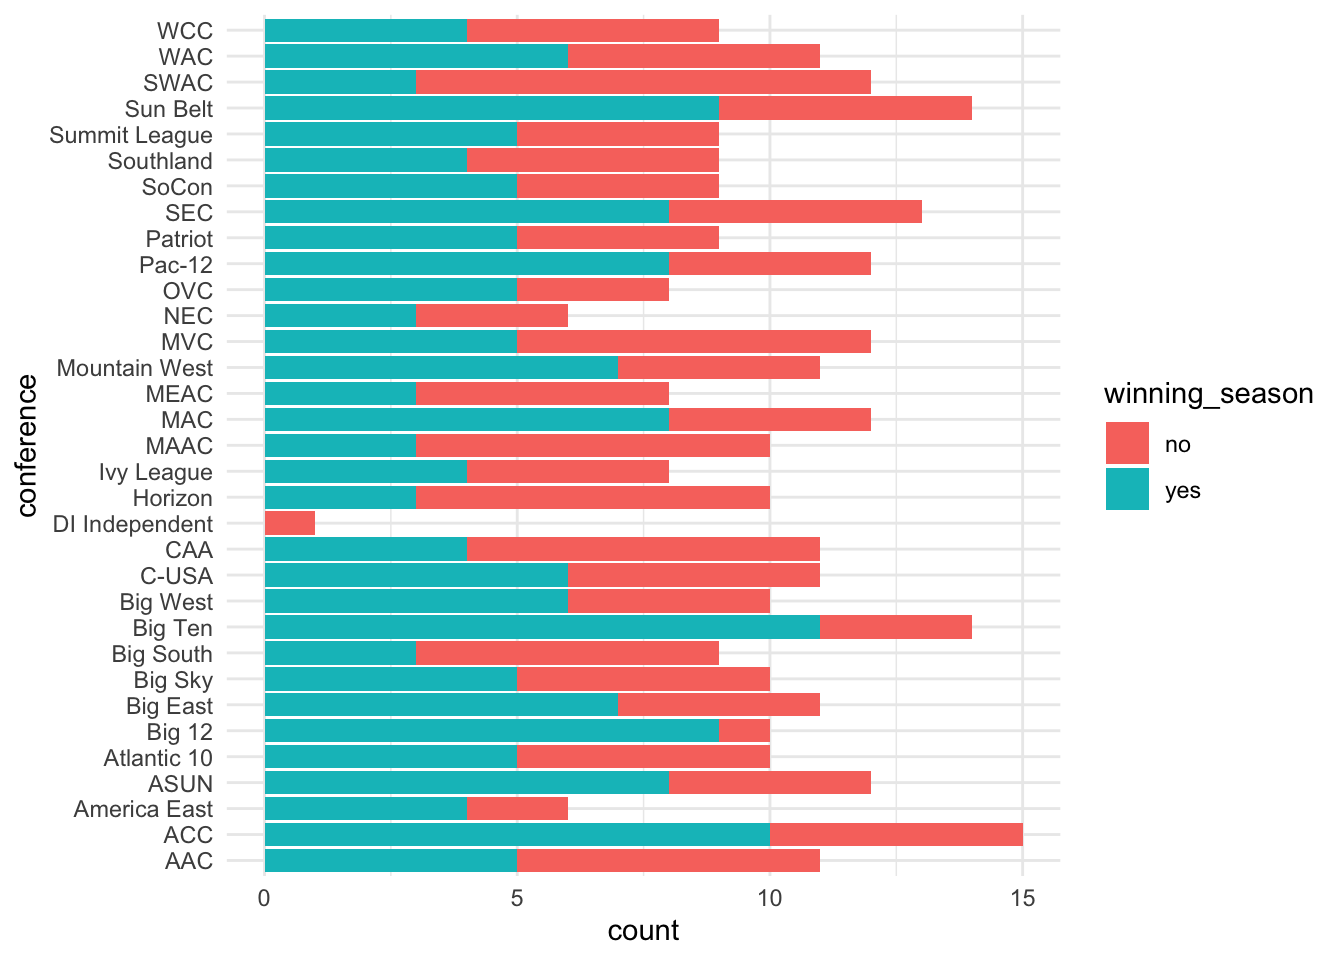 WCC
WAC
SWAC
Sun Belt
Summit League
Southland
SoCon
SEC
Patriot
Pac-12
OVC
NEC
MVC
Mountain West
MEAC
MAC
MAAC
Ivy League
Horizon
DI Independent
CAA
C-USA
Big West
Big Ten
Big South
Big Sky
Big East
Big 12
Atlantic 10
ASUN
America East
ACC
AAC
conference
0 5 10 15
count
winning_season
no
yes